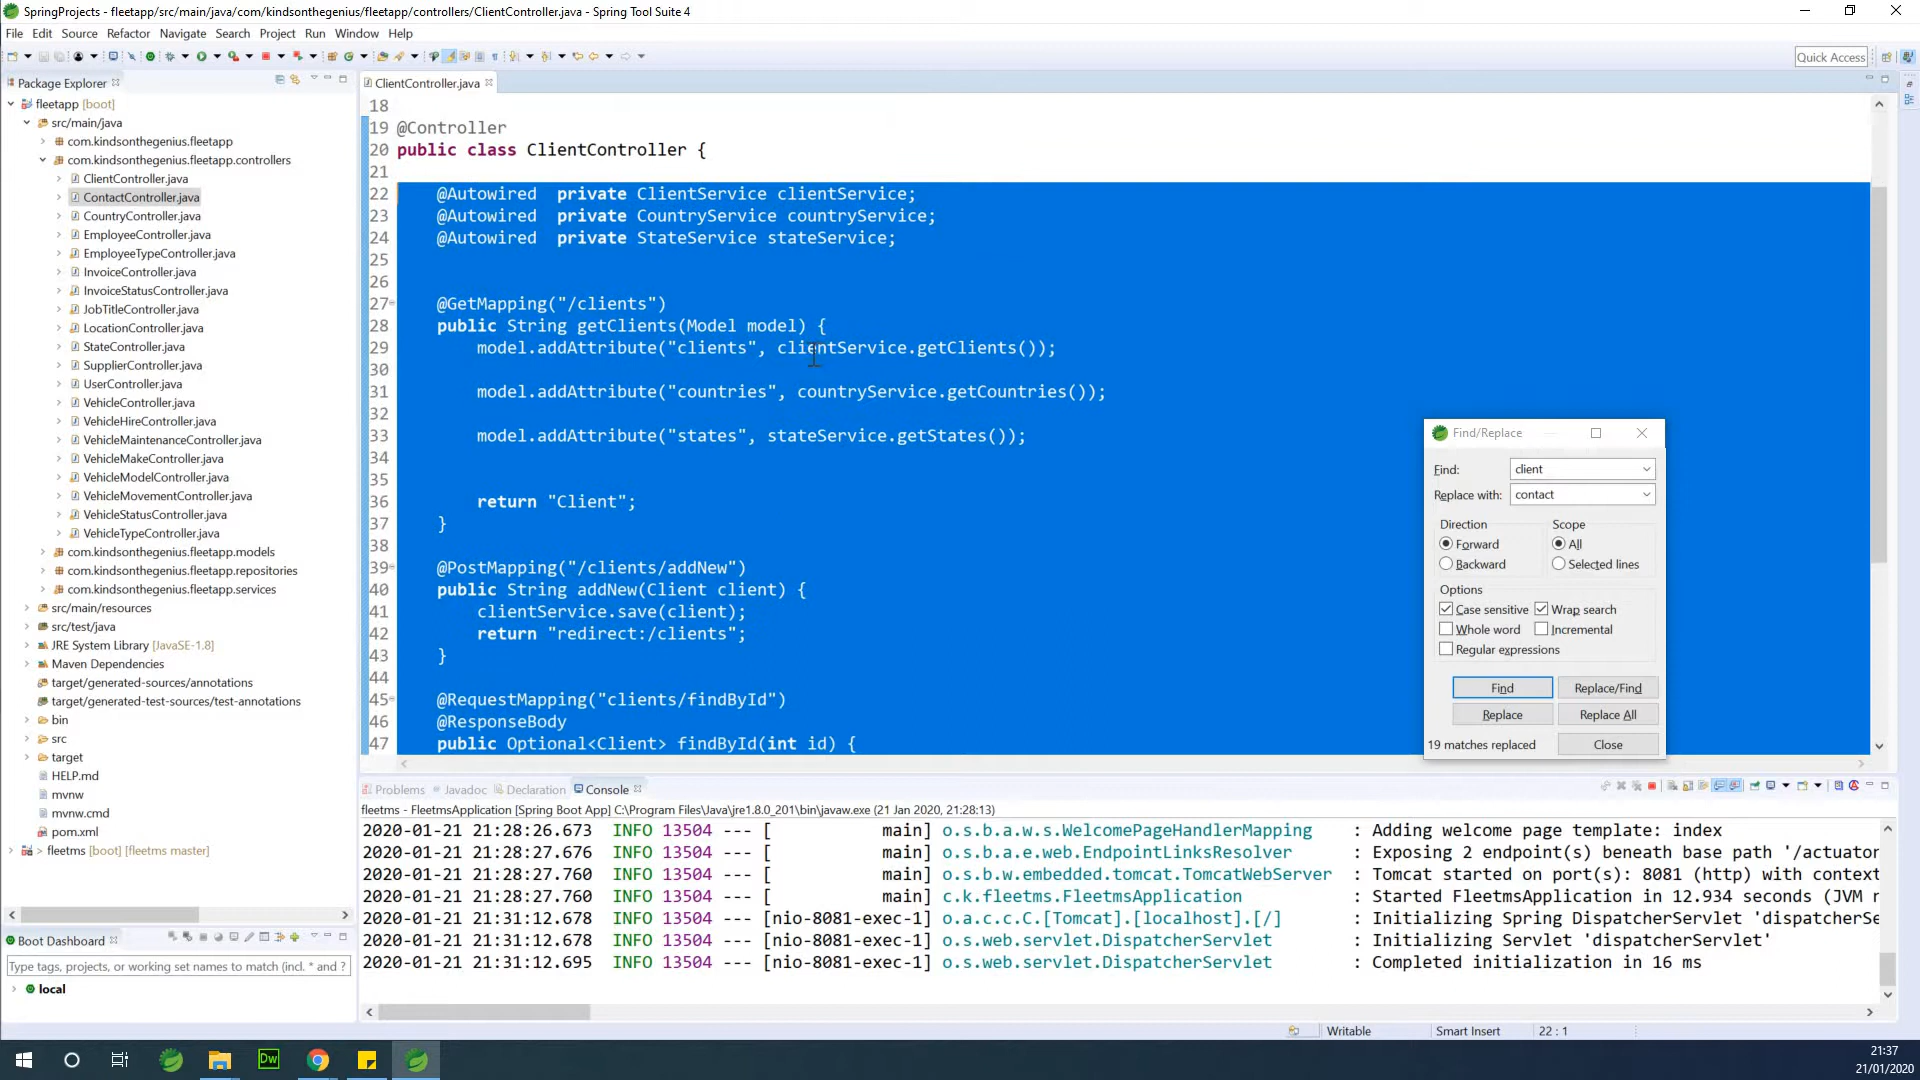 SpringProjects - fleetapp/src/main/java/com/kindsonthegenius/fleetapp/controllers/ClientController.java - Spring Tool Suite 4
File Edit Source Refactor Navigate Search Project Run Window Help
Quick Access
Package Explorer
fleetapp [boot]
src/main/java
com.kindsonthegenius.fleetapp
com.kindsonthegenius.fleetapp.controllers
ClientController.java
ContactController.java
CountryController.java
EmployeeController.java
EmployeeTypeController.java
InvoiceController.java
InvoiceStatusController.java
JobTitleController.java
LocationController.java
StateController.java
SupplierController.java
UserController.java
VehicleController.java
VehicleHireController.java
VehicleMaintenanceController.java
VehicleMakeController.java
VehicleModelController.java
VehicleMovementController.java
VehicleStatusController.java
VehicleTypeController.java
com.kindsonthegenius.fleetapp.models
com.kindsonthegenius.fleetapp.repositories
com.kindsonthegenius.fleetapp.services
src/main/resources
src/test/java
JRE System Library [JavaSE-1.8]
Maven Dependencies
target/generated-sources/annotations
target/generated-test-sources/test-annotations
bin
src
target
HELP.md
mvnw
mvnw.cmd
pom.xml
> fleetms [boot] [fleetms master]
Boot Dashboard
Type tags, projects, or working set names to match (incl. * and ?
local
ClientController.java
18
19 @Controller
20 public class ClientController {
21
22 @Autowired private ClientService clientService;
23 @Autowired private CountryService countryService;
24 @Autowired private StateService stateService;
25
26
27 @GetMapping("/clients")
28 public String getClients(Model model) {
29 model.addAttribute("clients", clientService.getClients());
30
31 model.addAttribute("countries", countryService.getCountries());
32
33 model.addAttribute("states", stateService.getStates());
34
35
36 return "Client";
37 }
38
39 @PostMapping("/clients/addNew")
40 public String addNew(Client client) {
41 clientService.save(client);
42 return "redirect:/clients";
43 }
44
45 @RequestMapping("clients/findById")
46 @ResponseBody
47 public Optional<Client> findById(int id) {
Find/Replace
Find: client
Replace with: contact
Direction Scope
Forward All
Backward Selected lines
Options
Case sensitive Wrap search
Whole word Incremental
Regular expressions
Find Replace/Find
Replace Replace All
19 matches replaced Close
Problems Javadoc Declaration Console
fleetms - FleetmsApplication [Spring Boot App] C:\Program Files\Java\jre1.8.0_201\bin\javaw.exe (21 Jan 2020, 21:28:13)
2020-01-21 21:28:26.673 INFO 13504 --- [ main] o.s.b.a.w.s.WelcomePageHandlerMapping : Adding welcome page template: index
2020-01-21 21:28:27.676 INFO 13504 --- [ main] o.s.b.a.e.web.EndpointLinksResolver : Exposing 2 endpoint(s) beneath base path '/actuator
2020-01-21 21:28:27.760 INFO 13504 --- [ main] o.s.b.w.embedded.tomcat.TomcatWebServer : Tomcat started on port(s): 8081 (http) with context
2020-01-21 21:28:27.760 INFO 13504 --- [ main] c.k.fleetms.FleetmsApplication : Started FleetmsApplication in 12.934 seconds (JVM r
2020-01-21 21:31:12.678 INFO 13504 --- [nio-8081-exec-1] o.a.c.c.C.[Tomcat].[localhost].[/] : Initializing Spring DispatcherServlet 'dispatcherSe
2020-01-21 21:31:12.678 INFO 13504 --- [nio-8081-exec-1] o.s.web.servlet.DispatcherServlet : Initializing Servlet 'dispatcherServlet'
2020-01-21 21:31:12.695 INFO 13504 --- [nio-8081-exec-1] o.s.web.servlet.DispatcherServlet : Completed initialization in 16 ms
Writable Smart Insert 22 : 1
Dw
21:37
21/01/2020